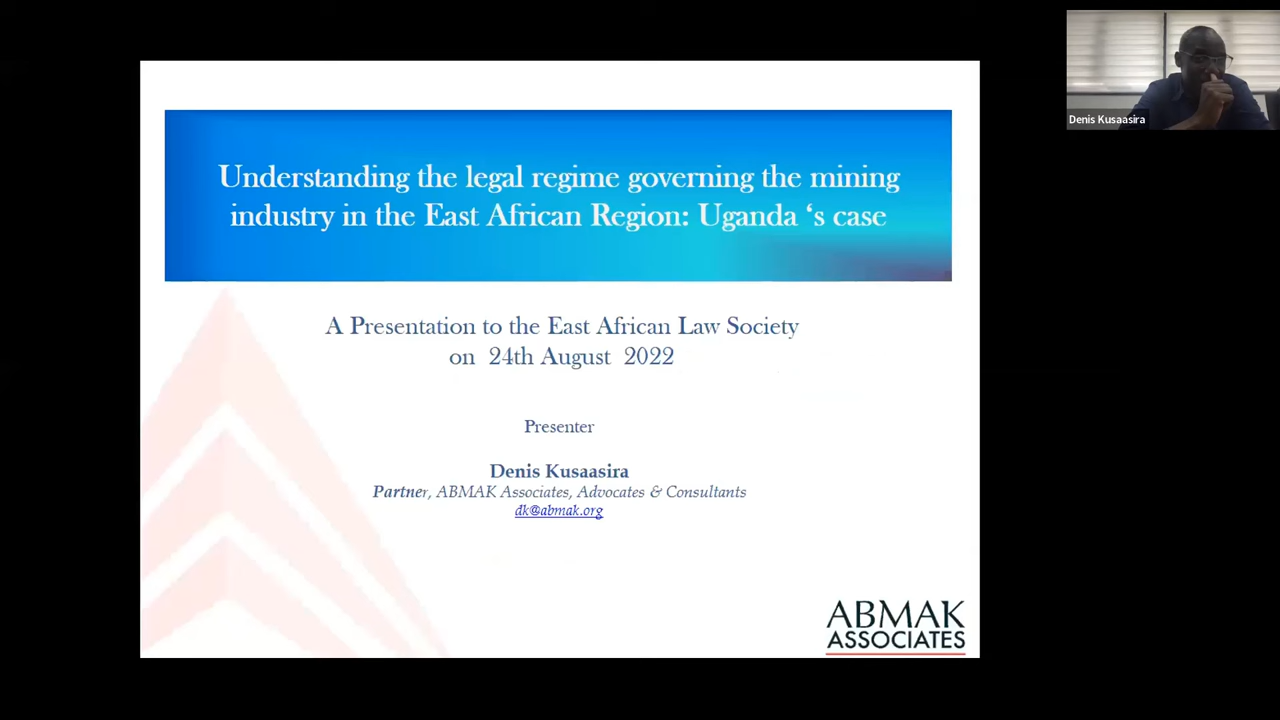 Understanding the legal regime governing the mining
industry in the East African Region: Uganda ‘s case
A Presentation to the East African Law Society
on 24th August 2022
Presenter
Denis Kusaasira
Partner, ABMAK Associates, Advocates & Consultants
dk@abmak.org
ABMAK
ASSOCIATES
Denis Kusaasira